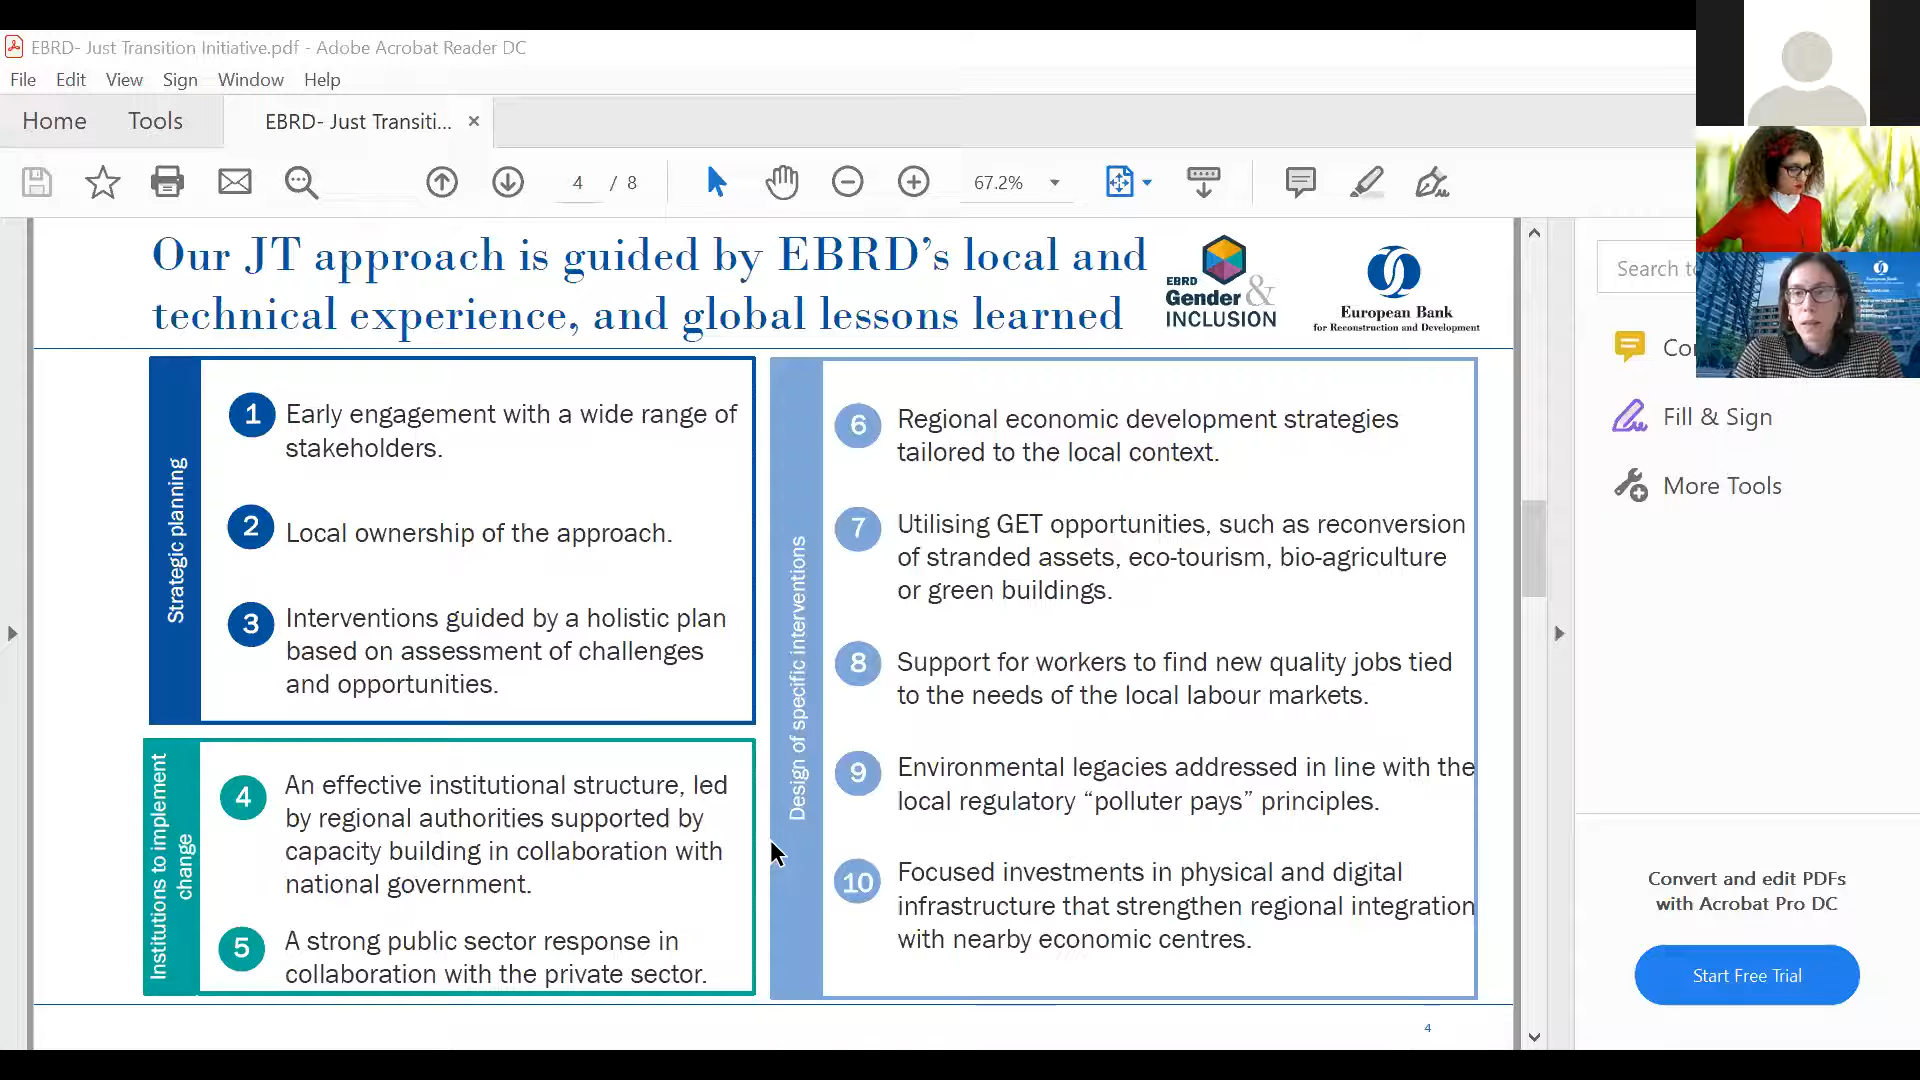 EBRD- Just Transition Initiative.pdf - Adobe Acrobat Reader DC
File Edit View Sign Window Help
Home Tools EBRD- Just Transiti... ×
4 / 8 67.2%
Our JT approach is guided by EBRD's local and
technical experience, and global lessons learned
EBRD
Gender &
INCLUSION
European Bank
for Reconstruction and Development
Strategic planning
1 Early engagement with a wide range of
stakeholders.
2 Local ownership of the approach.
3 Interventions guided by a holistic plan
based on assessment of challenges
and opportunities.
Institutions to implement
change
4 An effective institutional structure, led
by regional authorities supported by
capacity building in collaboration with
national government.
5 A strong public sector response in
collaboration with the private sector.
Design of specific interventions
6 Regional economic development strategies
tailored to the local context.
7 Utilising GET opportunities, such as reconversion
of stranded assets, eco-tourism, bio-agriculture
or green buildings.
8 Support for workers to find new quality jobs tied
to the needs of the local labour markets.
9 Environmental legacies addressed in line with the
local regulatory “polluter pays” principles.
10 Focused investments in physical and digital
infrastructure that strengthen regional integration
with nearby economic centres.
4
Search t
Co
Fill & Sign
More Tools
Convert and edit PDFs
with Acrobat Pro DC
Start Free Trial